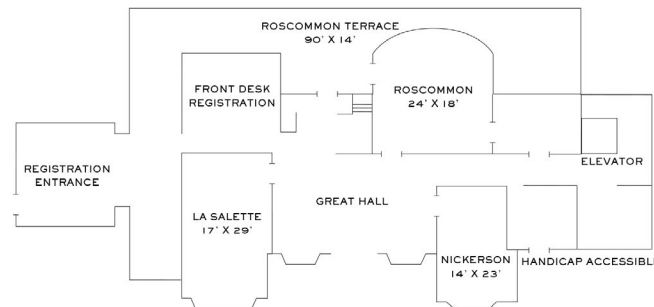 ROSCOMMON TERRACE
90' X 14'
FRONT DESK
REGISTRATION
ROSCOMMON
24' X 18'
REGISTRATION
ENTRANCE
ELEVATOR
LA SALETTE
17' X 29'
GREAT HALL
NICKERSON
14' X 23'
HANDICAP ACCESSIBL